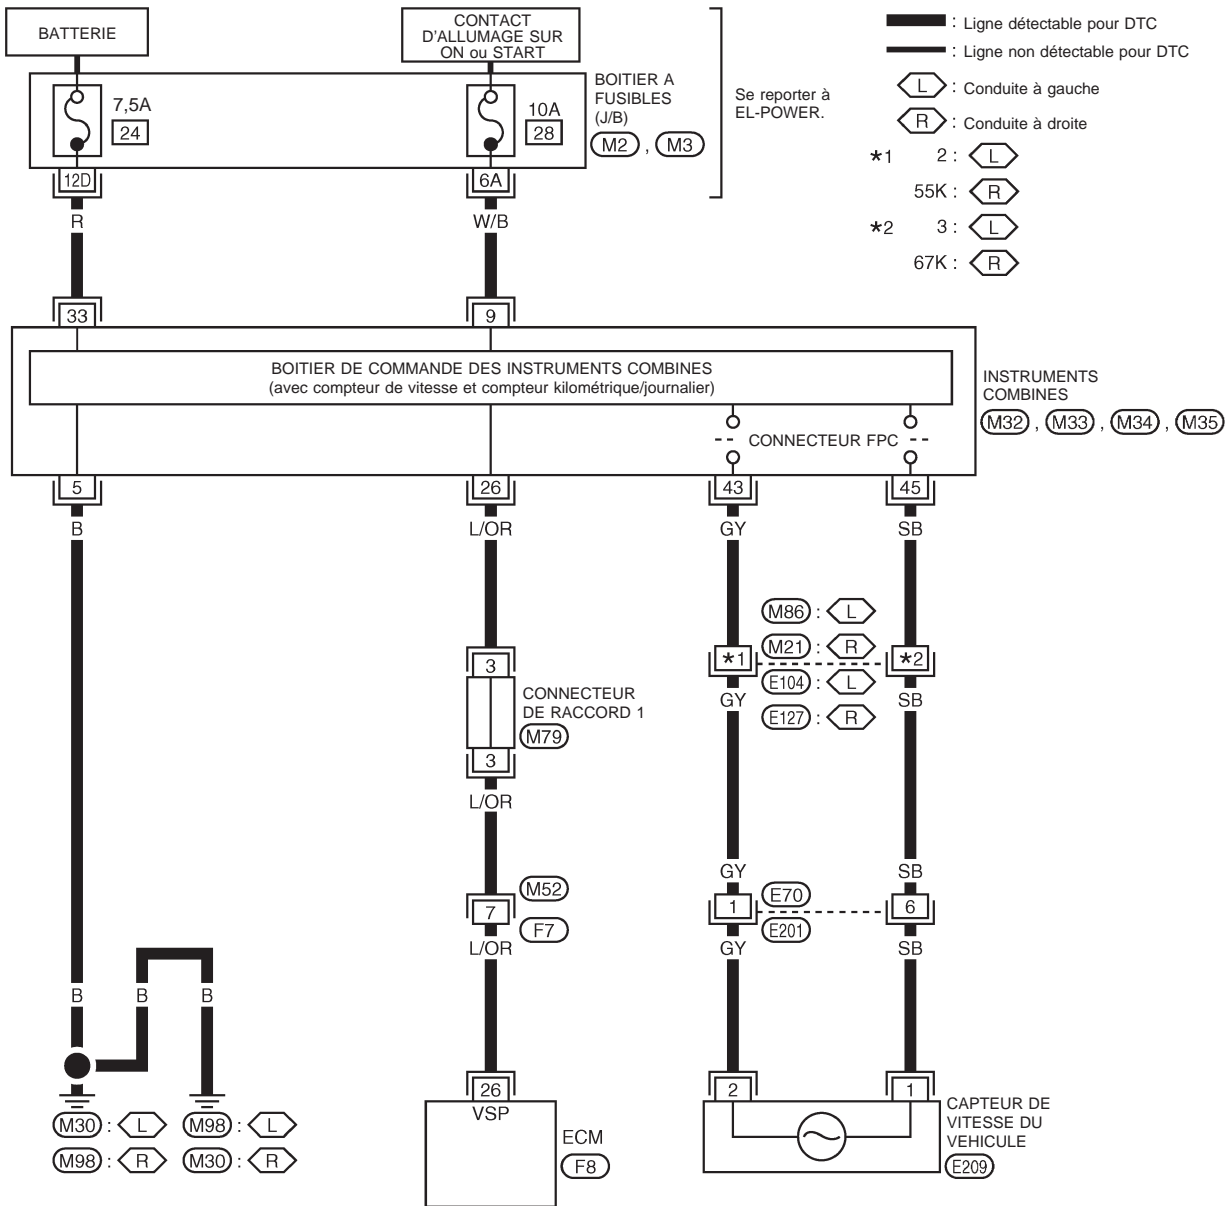 BATTERIE
CONTACT
D'ALLUMAGE SUR
ON ou START
: Ligne détectable pour DTC
: Ligne non détectable pour DTC
L : Conduite à gauche
R : Conduite à droite
*1 2 : L
55K : R
*2 3 : L
67K : R
7,5A
24
10A
28
BOITIER A
FUSIBLES
(J/B)
M2 , M3
Se reporter à
EL-POWER.
12D
6A
R
W/B
33
9
BOITIER DE COMMANDE DES INSTRUMENTS COMBINES
(avec compteur de vitesse et compteur kilométrique/journalier)
CONNECTEUR FPC
INSTRUMENTS
COMBINES
M32 , M33 , M34 , M35
5
26
43
45
B
L/OR
GY
SB
M86 : L
M21 : R
*1
*2
E104 : L
E127 : R
GY
SB
3
CONNECTEUR
DE RACCORD 1
M79
3
L/OR
GY
SB
M52
7
F7
L/OR
1
E70
E201
6
GY
SB
B
B
B
M30 : L
M98 : L
M98 : R
M30 : R
26
VSP
ECM
F8
2
1
CAPTEUR DE
VITESSE DU
VEHICULE
E209